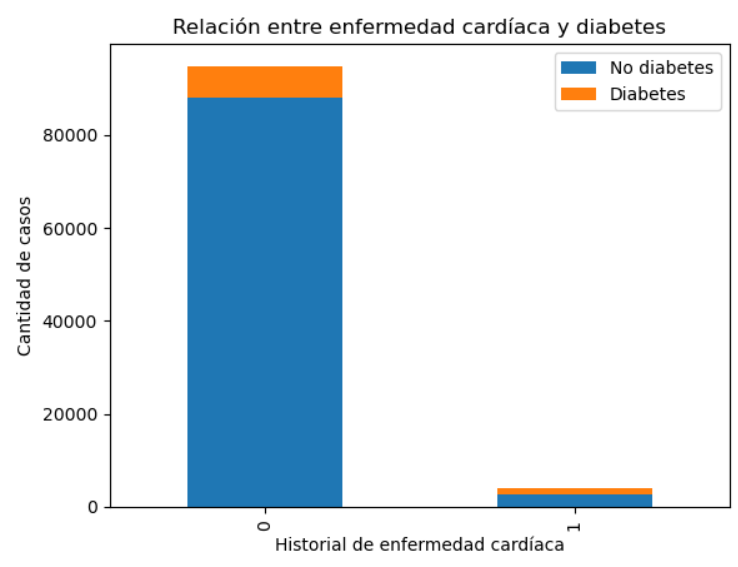 Relación entre enfermedad cardíaca y diabetes
No diabetes
Diabetes
Cantidad de casos
80000
60000
40000
20000
0
0
1
Historial de enfermedad cardíaca